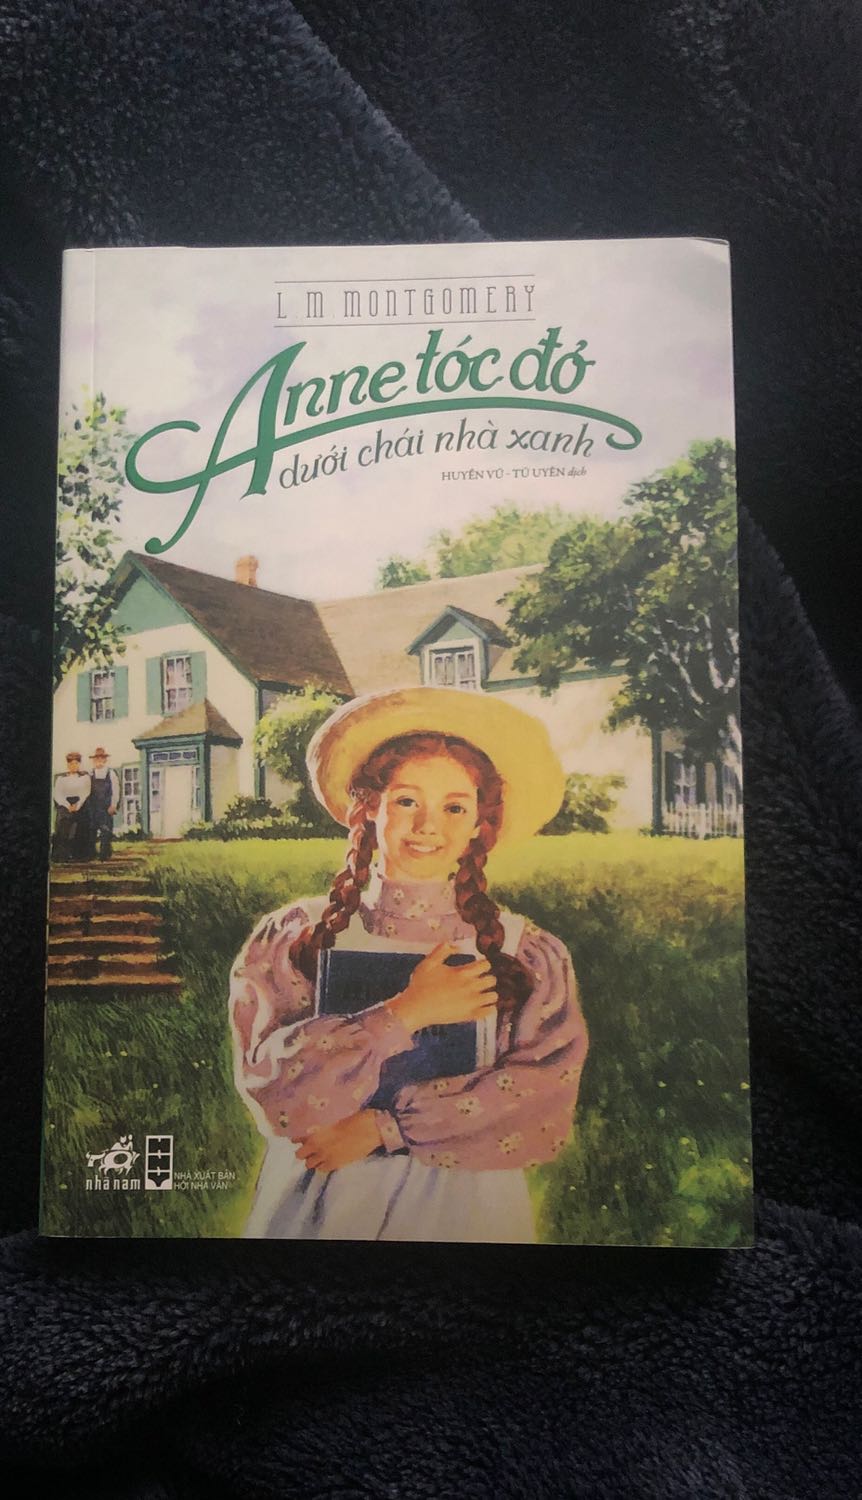 L. M. MONTGOMERY
Anne tóc đỏ
dưới chái nhà xanh
HUYỀN VŨ - TÚ UYÊN dịch
nhã nam
NHÀ XUẤT BẢN
HỘI NHÀ VĂN